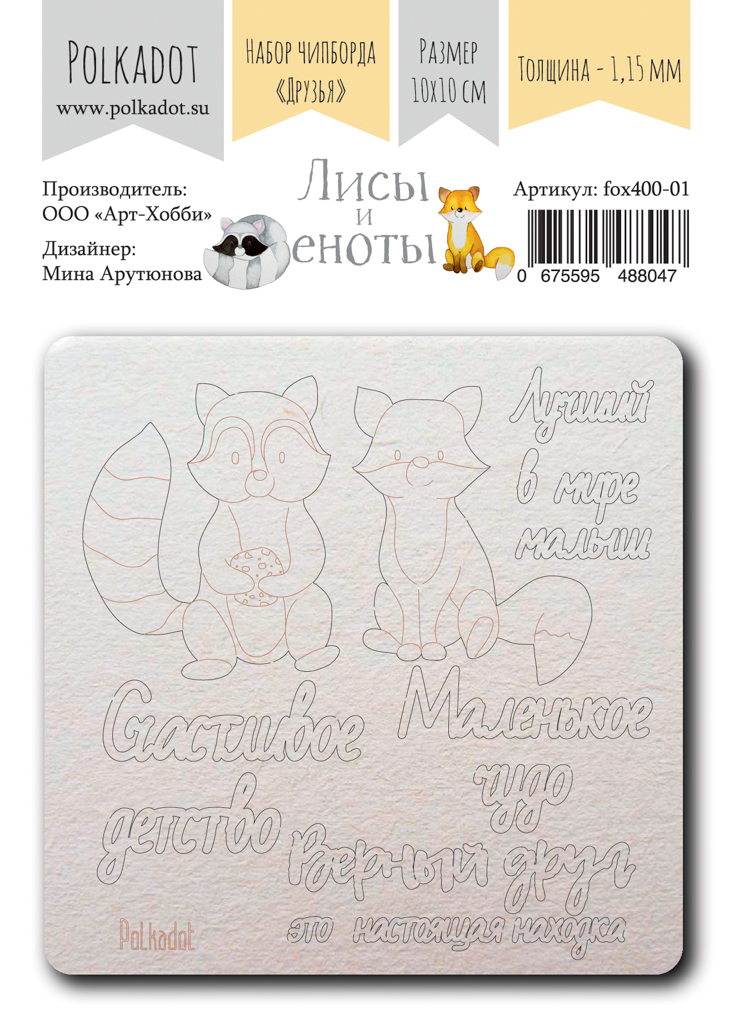 Polkadot
www.polkadot.su
Набор чипборда
«Друзья»
Размер
10х10 см
Толщина - 1,15 мм
Производитель:
ООО «Арт-Хобби»
Дизайнер:
Мина Арутюнова
Лисы
и
еноты
Артикул: fox400-01
0 675595 488047
Лучший
в мире
малыш
Счастливое
детство
Маленькое
чудо
Верный друг
это настоящая находка
Polkadot